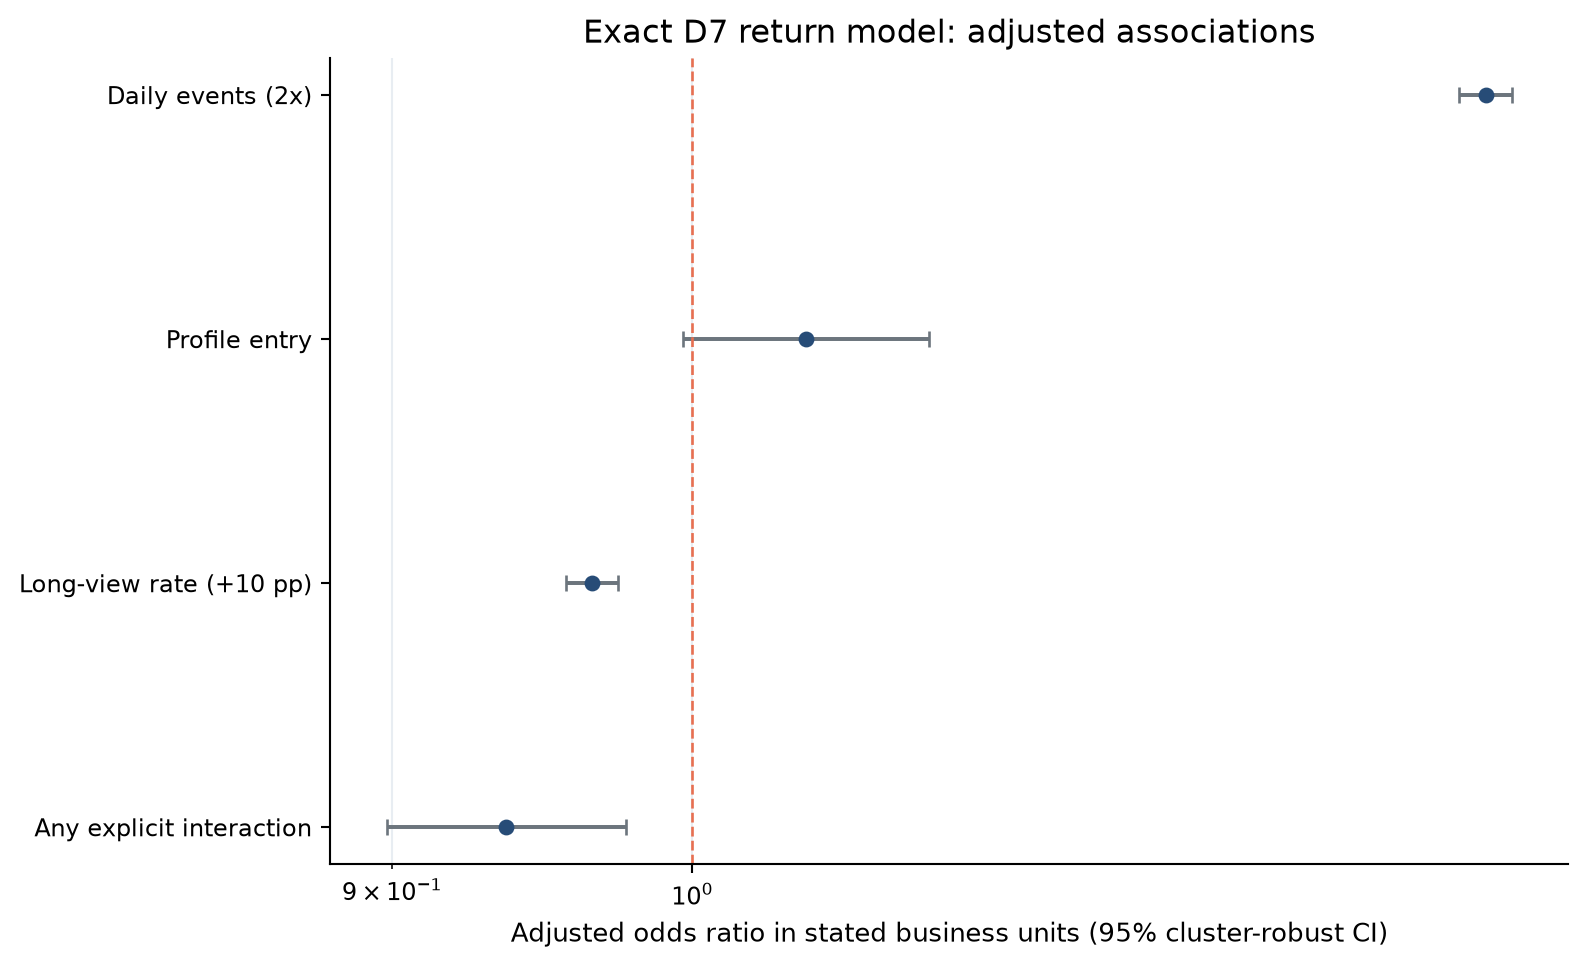 Exact D7 return model: adjusted associations
Daily events (2x)
Profile entry
Long-view rate (+10 pp)
Any explicit interaction
9 × 10⁻¹
10⁰
Adjusted odds ratio in stated business units (95% cluster-robust CI)